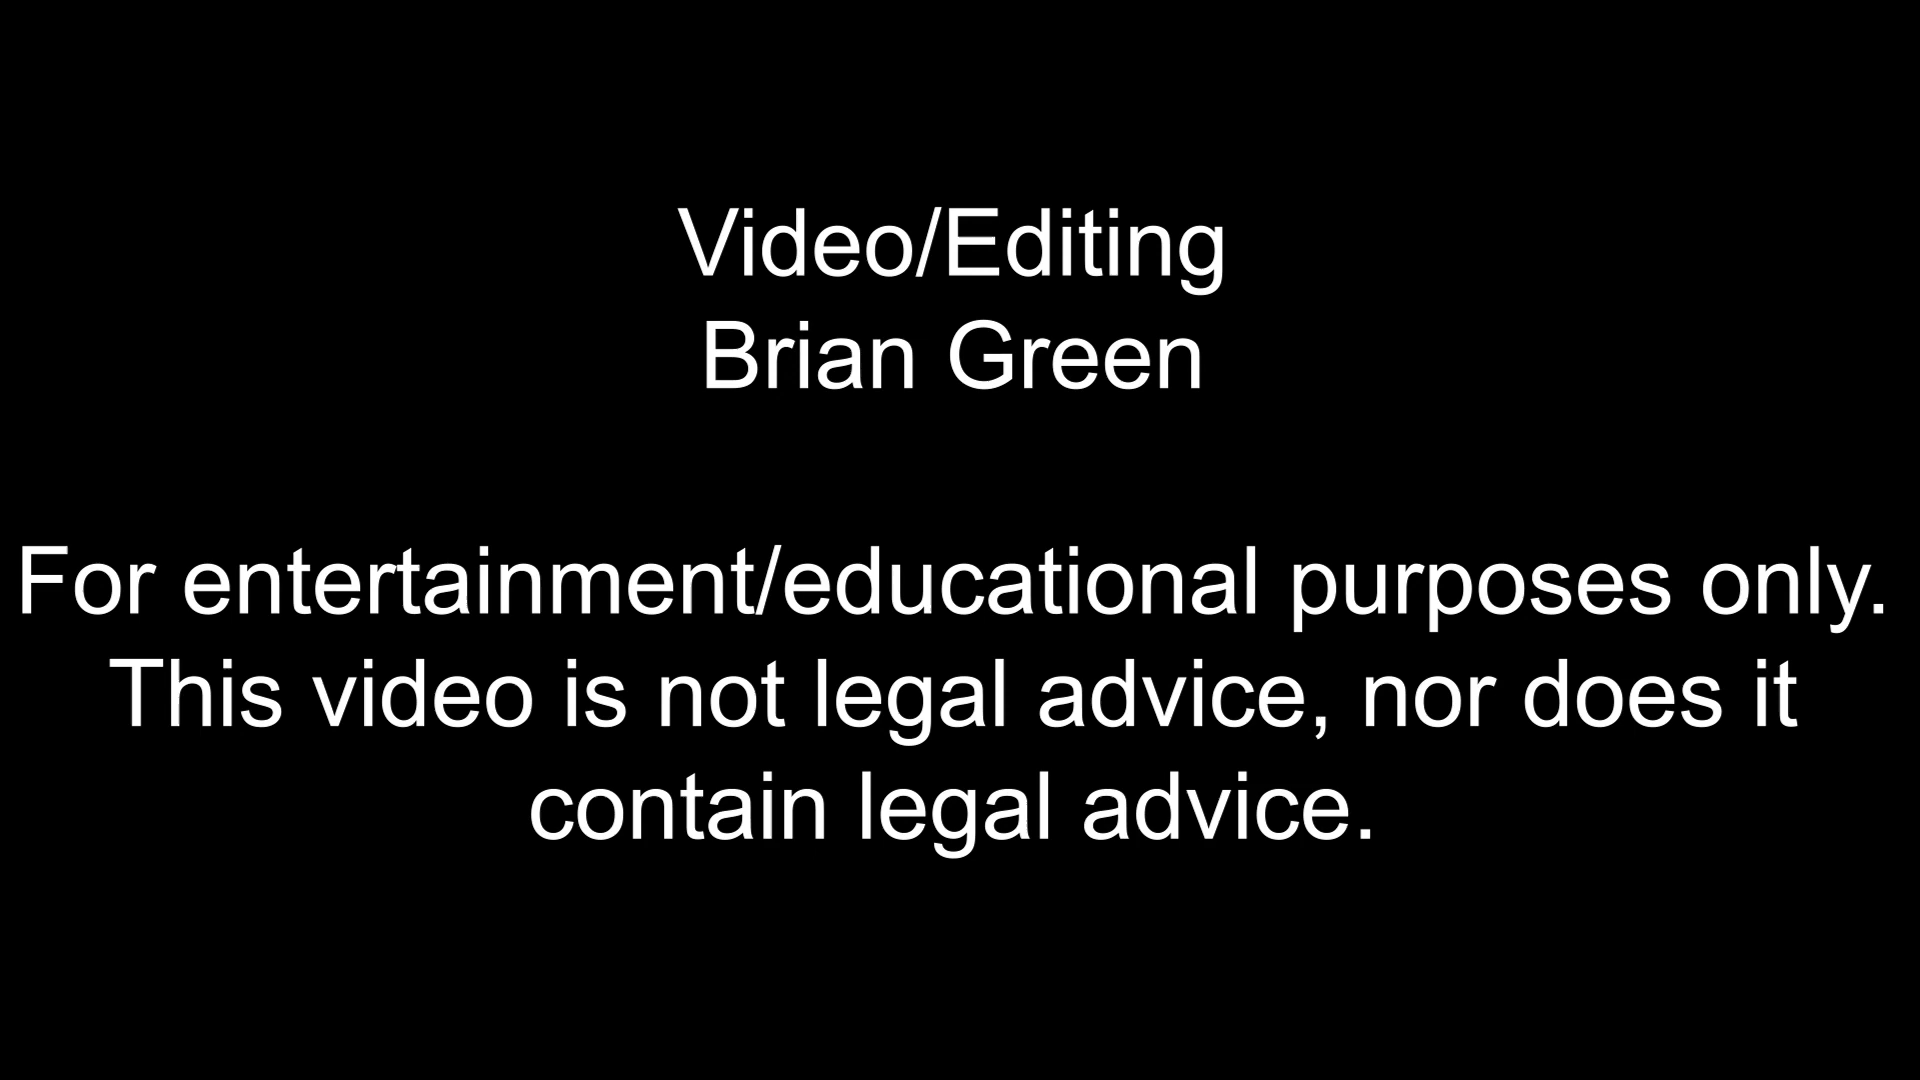 Video/Editing
Brian Green
For entertainment/educational purposes only.
This video is not legal advice, nor does it
contain legal advice.